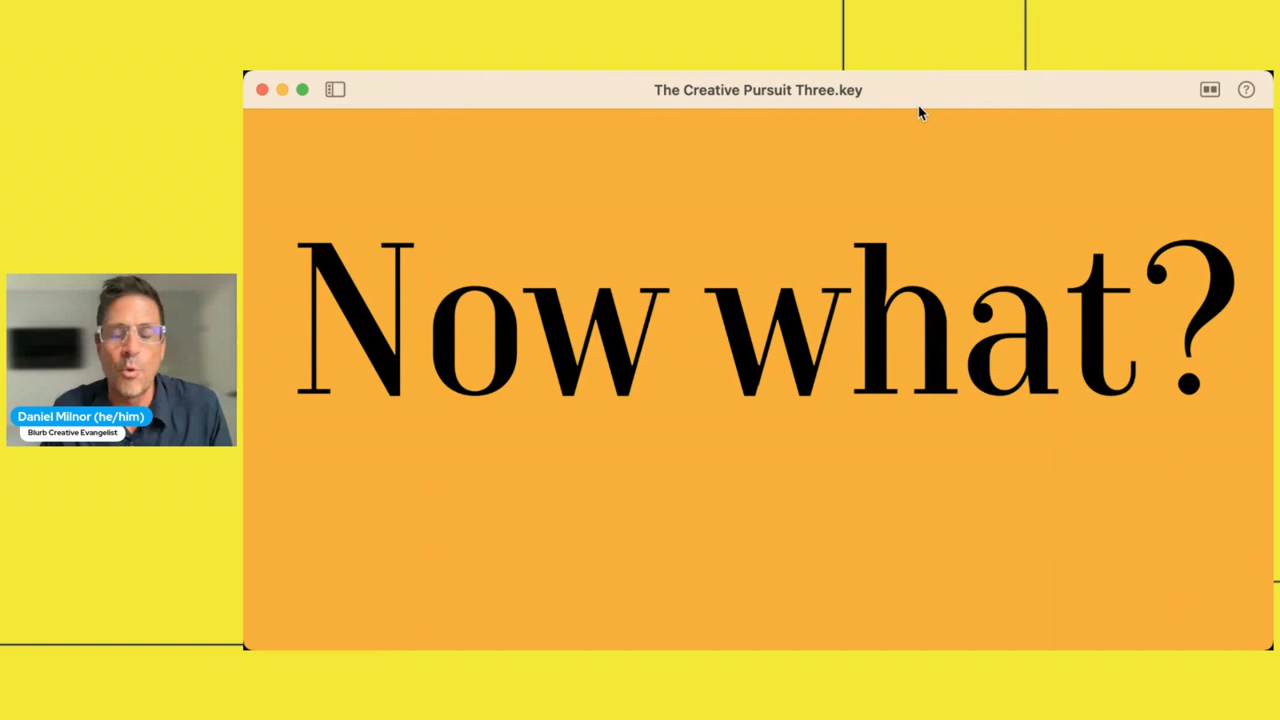 The Creative Pursuit Three.key
Now what?
Daniel Milnor (he/him)
Blurb Creative Evangelist